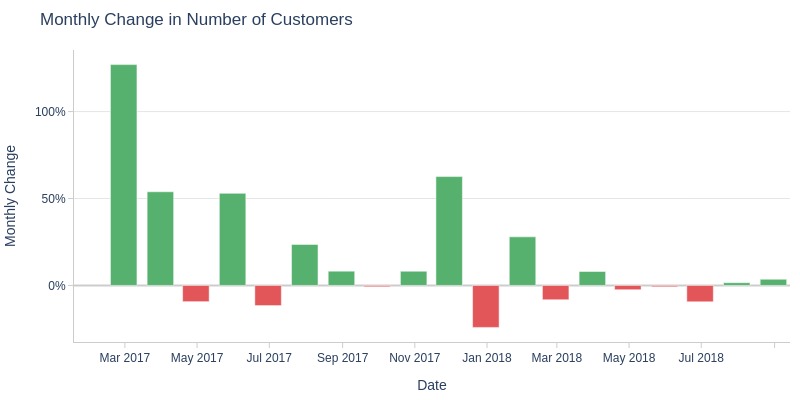 Monthly Change in Number of Customers
100%
50%
0%
Monthly Change
Mar 2017 May 2017 Jul 2017 Sep 2017 Nov 2017 Jan 2018 Mar 2018 May 2018 Jul 2018
Date